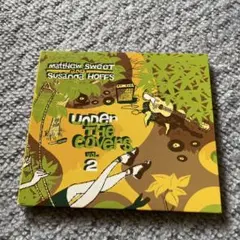 Matthew Sweet
Susanna Hoffs
under
THE
covers
vol.
2